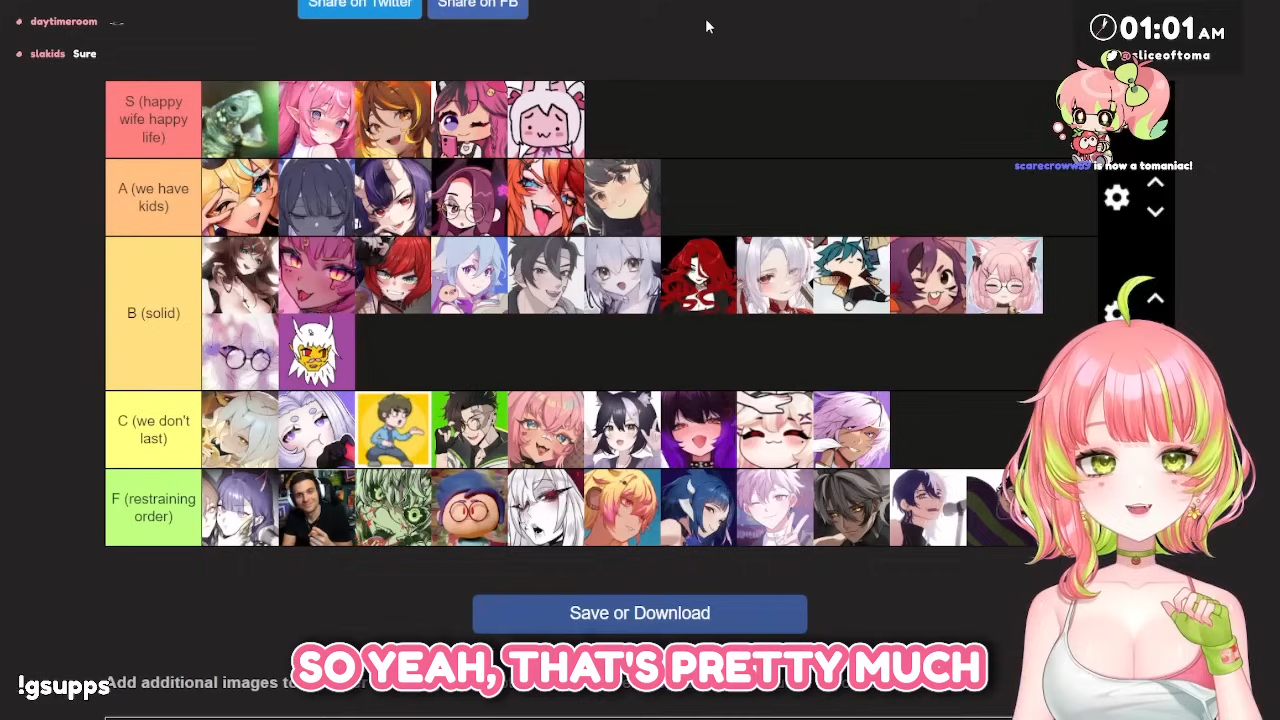 Share on Twitter
Share on FB
daytimeroom
slakids Sure
01:01 AM
@sliceoftoma
scarecroww89 is now a tomaniac!
S (happy
wife happy
life)
A (we have
kids)
B (solid)
C (we don't
last)
F (restraining
order)
Save or Download
SO YEAH, THAT'S PRETTY MUCH
!gsupps
Add additional images to